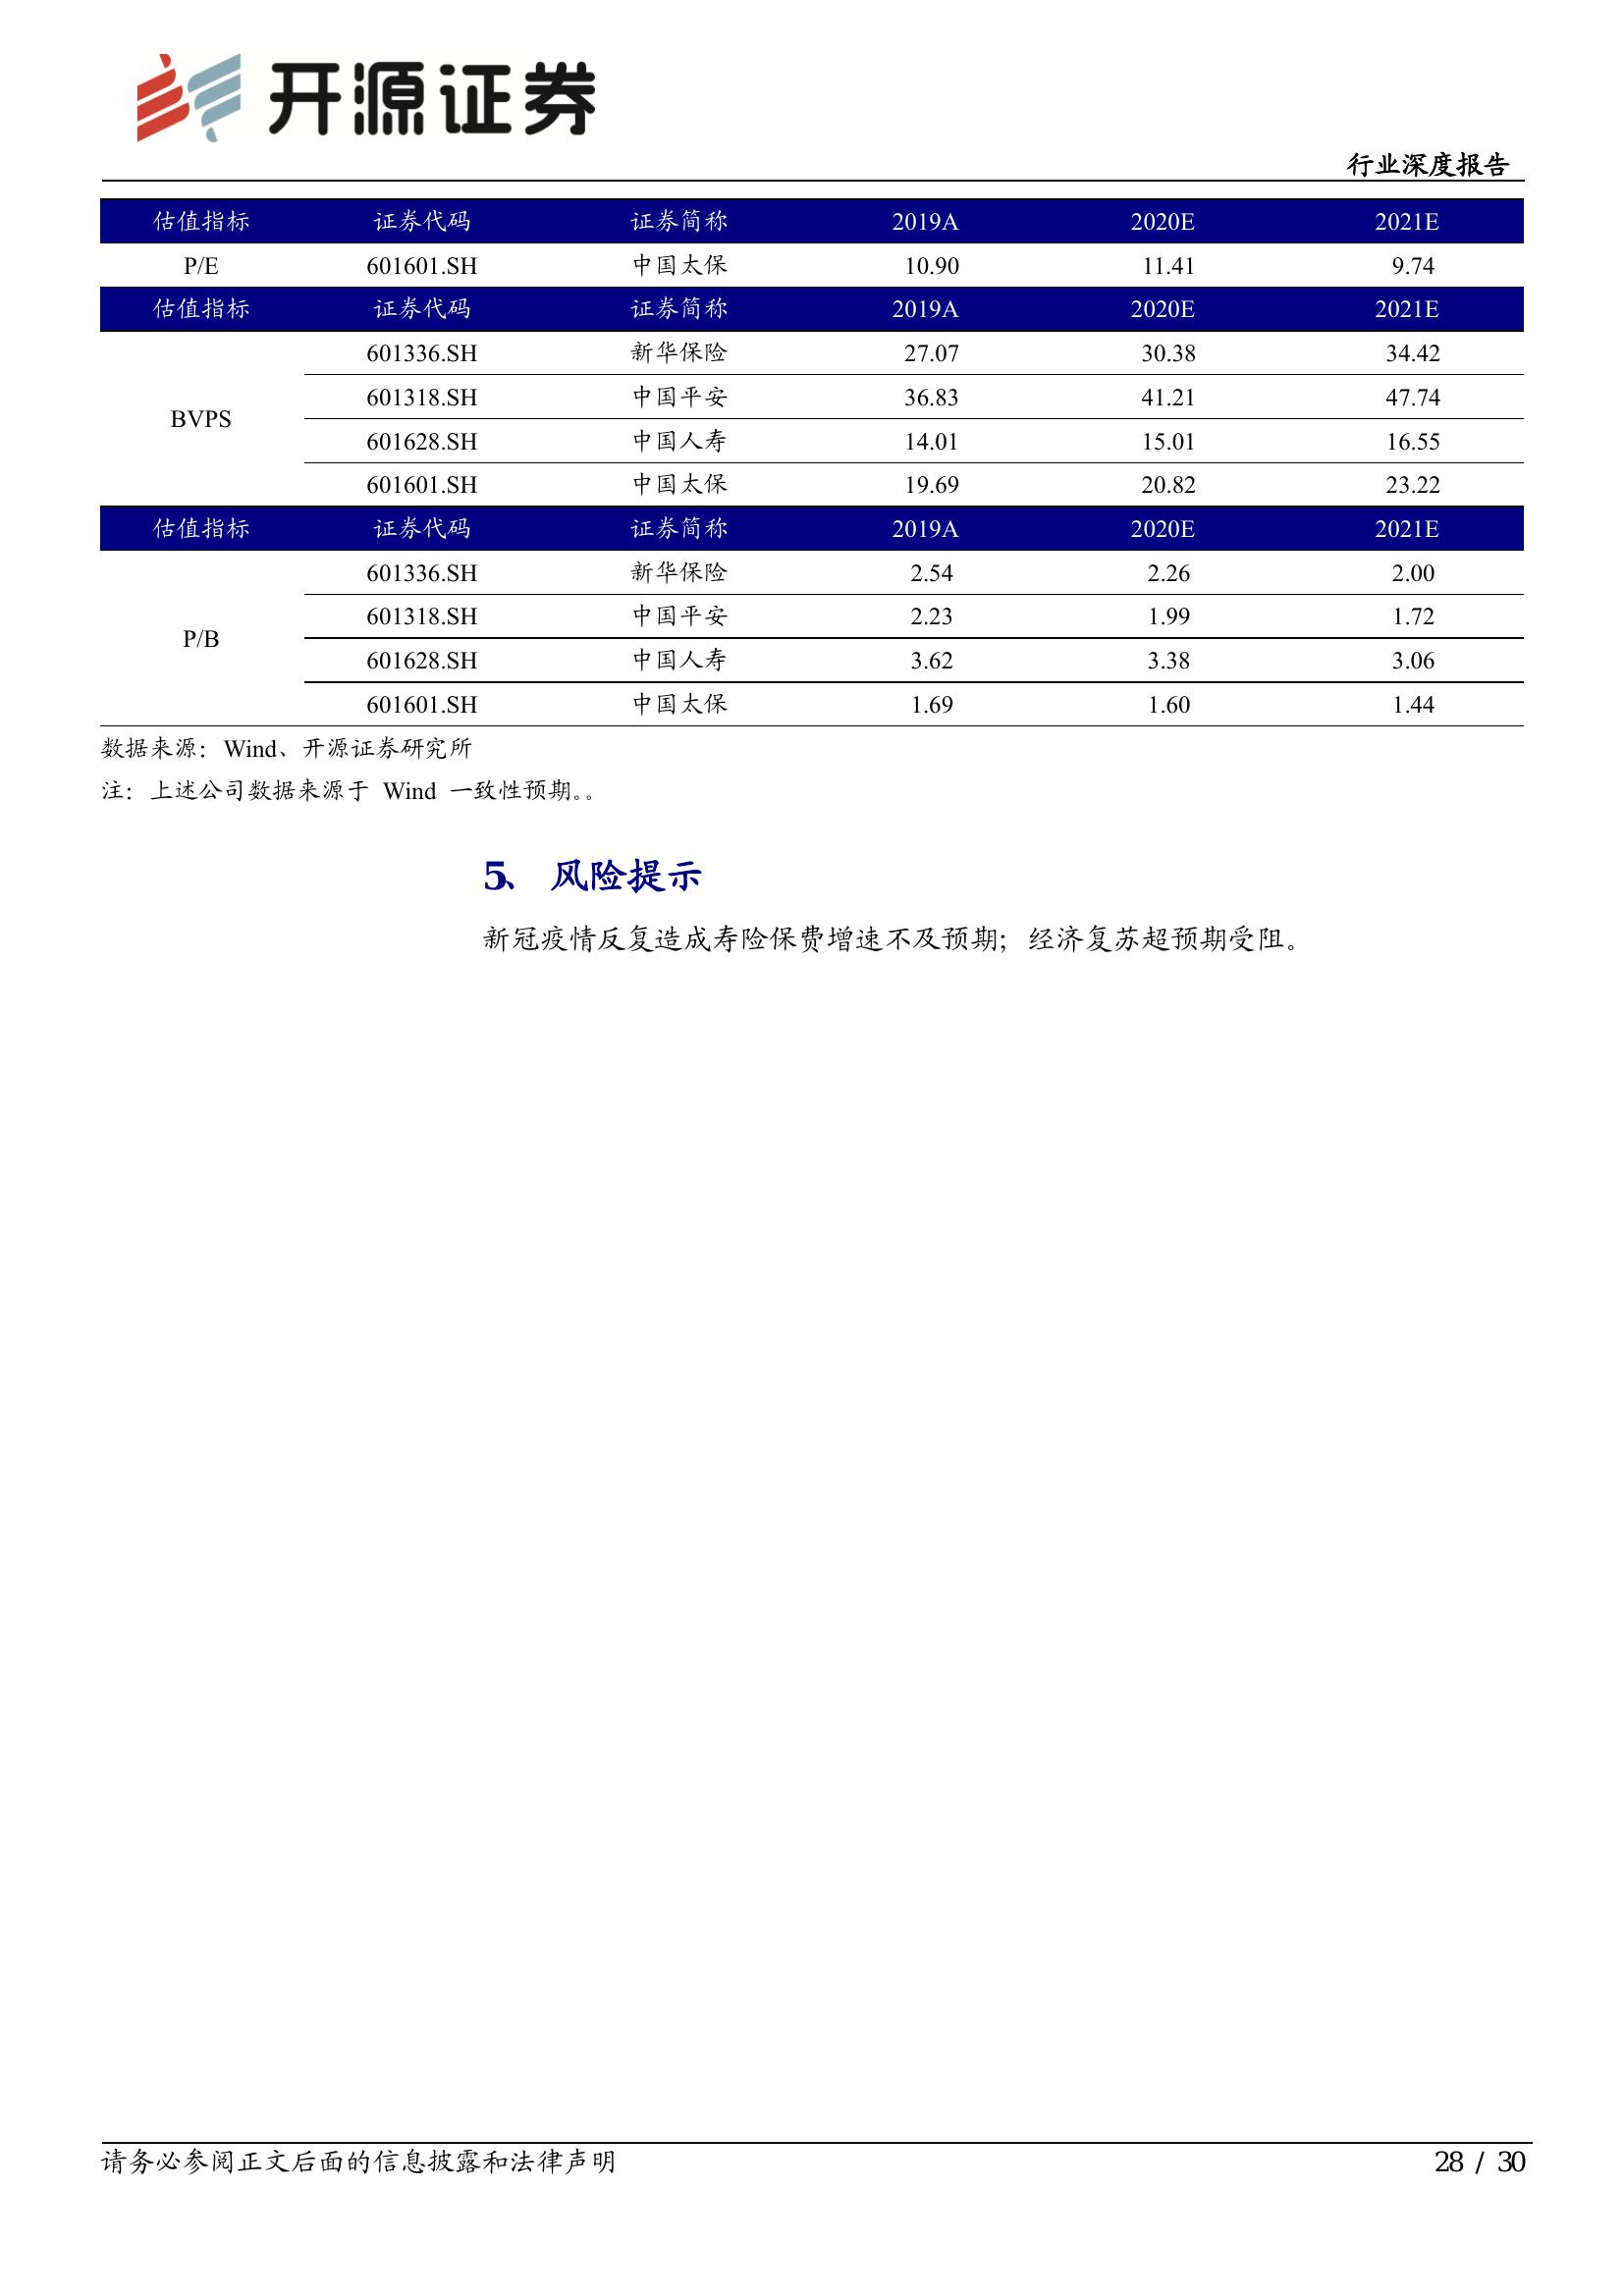 开源证券
行业深度报告
估值指标 证券代码 证券简称 2019A 2020E 2021E
P/E 601601.SH 中国太保 10.90 11.41 9.74
估值指标 证券代码 证券简称 2019A 2020E 2021E
BVPS 601336.SH 新华保险 27.07 30.38 34.42
601318.SH 中国平安 36.83 41.21 47.74
601628.SH 中国人寿 14.01 15.01 16.55
601601.SH 中国太保 19.69 20.82 23.22
估值指标 证券代码 证券简称 2019A 2020E 2021E
P/B 601336.SH 新华保险 2.54 2.26 2.00
601318.SH 中国平安 2.23 1.99 1.72
601628.SH 中国人寿 3.62 3.38 3.06
601601.SH 中国太保 1.69 1.60 1.44
数据来源：Wind、开源证券研究所
注：上述公司数据来源于 Wind 一致性预期。。
5、 风险提示
新冠疫情反复造成寿险保费增速不及预期；经济复苏超预期受阻。
请务必参阅正文后面的信息披露和法律声明 28 / 30